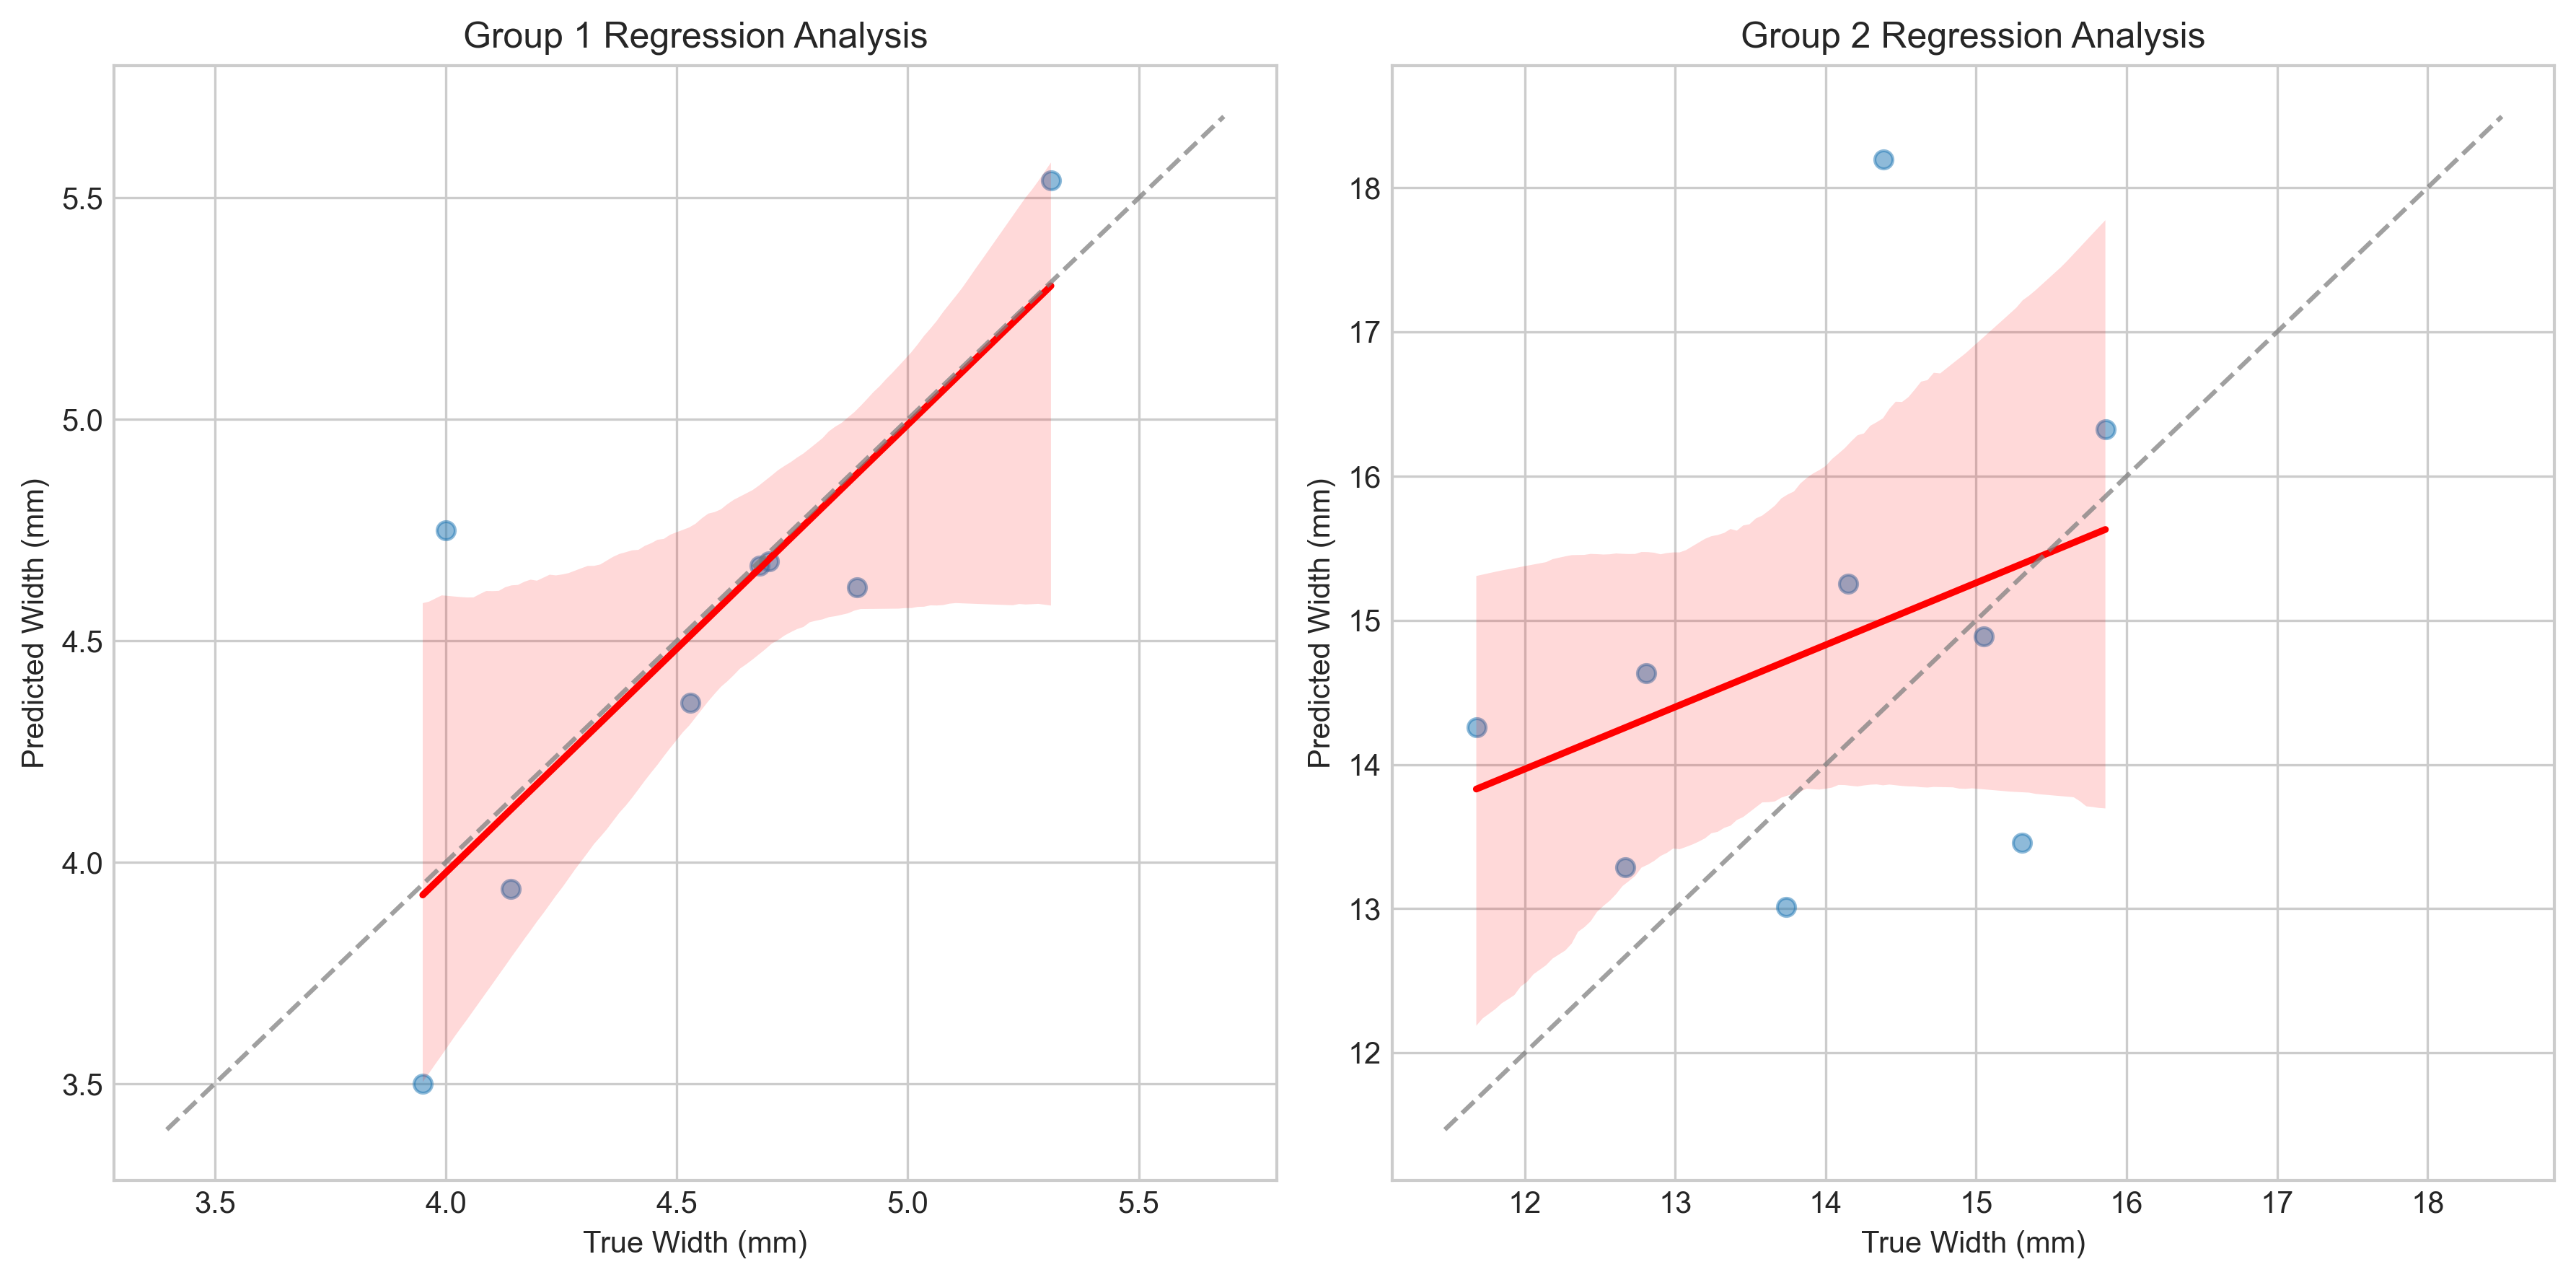 Group 1 Regression Analysis
5.5
5.0
4.5
4.0
3.5
Predicted Width (mm)
3.5 4.0 4.5 5.0 5.5
True Width (mm)
Group 2 Regression Analysis
18
17
16
15
14
13
12
Predicted Width (mm)
12 13 14 15 16 17 18
True Width (mm)